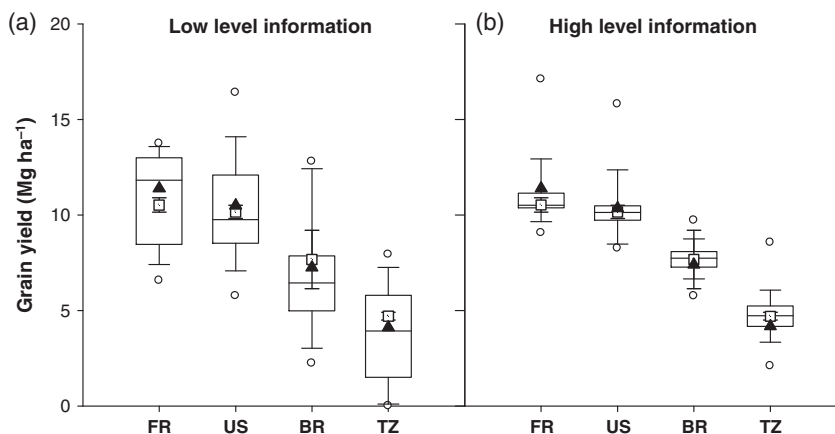 (a) Low level information
(b) High level information
Grain yield (Mg ha⁻¹)
20
15
10
5
0
FR US BR TZ
FR US BR TZ